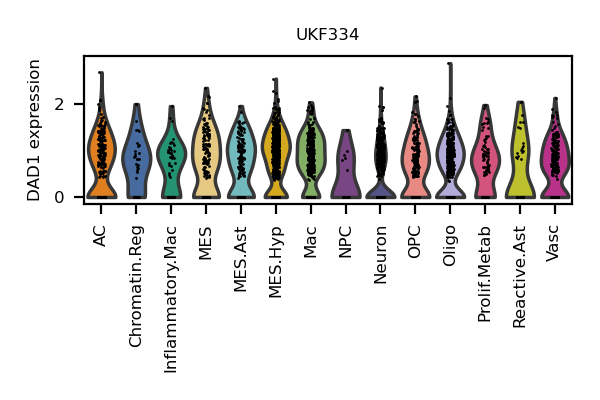 UKF334
DAD1 expression
2
0
AC
Chromatin.Reg
Inflammatory.Mac
MES
MES.Ast
MES.Hyp
Mac
NPC
Neuron
OPC
Oligo
Prolif.Metab
Reactive.Ast
Vasc